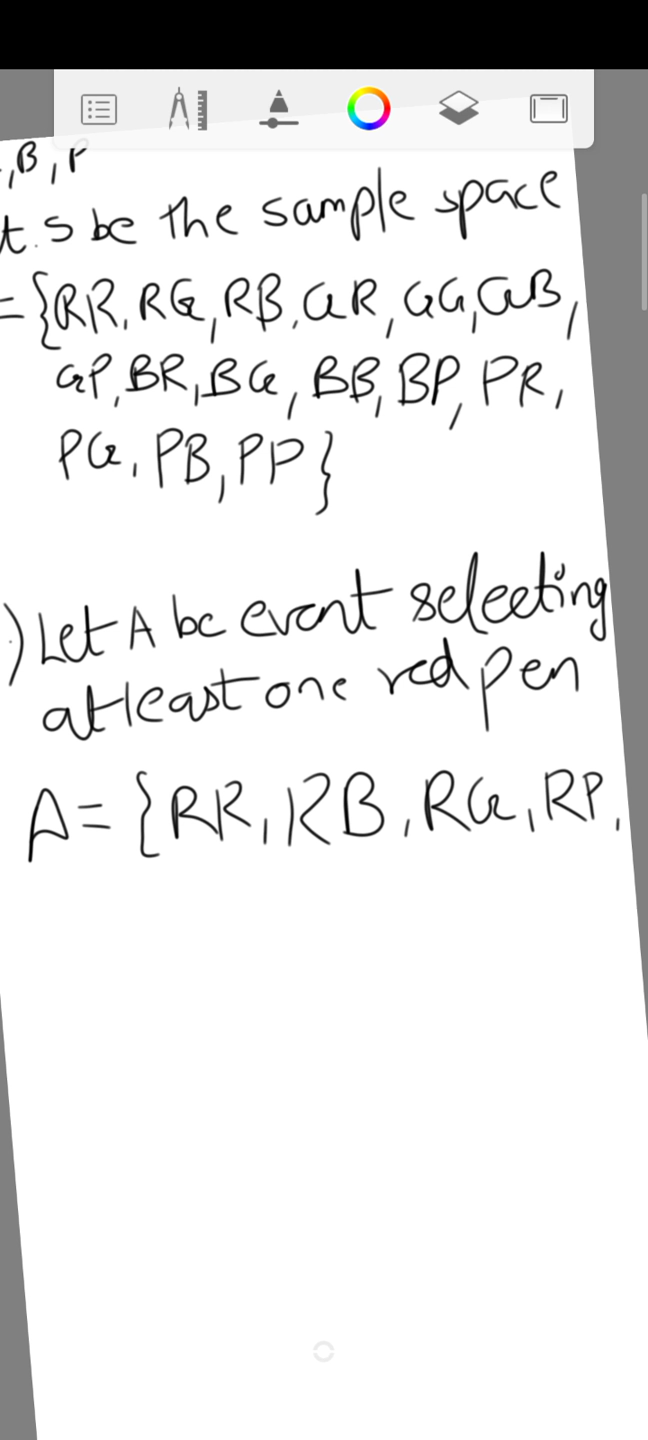 ,B,P
t. S be the sample space
= {RR, RG, RB, GR, GG, GB,
GP, BR, BG, BB, BP, PR,
PG, PB, PP}
) Let A be event seleeting
atleast one red pen
A = {RR, RB, RG, RP,